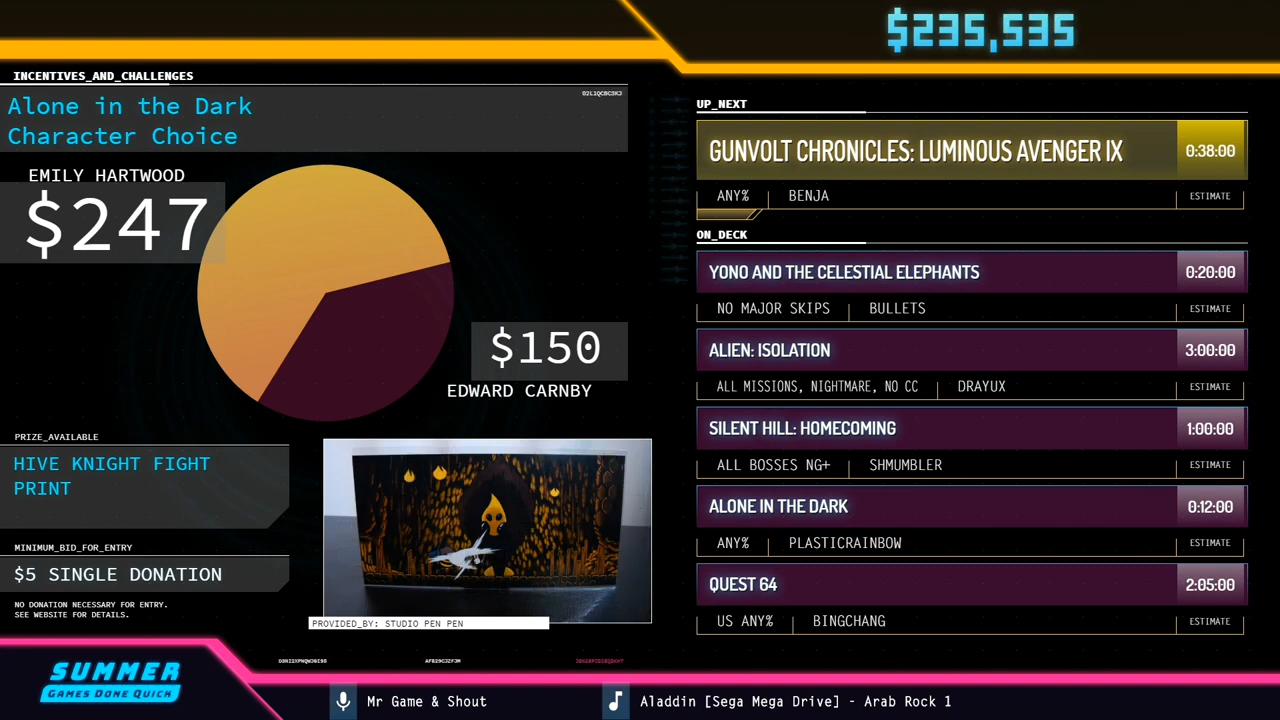 $235,535
INCENTIVES_AND_CHALLENGES
Alone in the Dark
Character Choice
EMILY HARTWOOD
$247
$150
EDWARD CARNBY
PRIZE_AVAILABLE
HIVE KNIGHT FIGHT
PRINT
MINIMUM_BID_FOR_ENTRY
$5 SINGLE DONATION
NO DONATION NECESSARY FOR ENTRY.
SEE WEBSITE FOR DETAILS.
PROVIDED_BY: STUDIO PEN PEN
UP_NEXT
GUNVOLT CHRONICLES: LUMINOUS AVENGER IX 0:38:00
ANY% BENJA ESTIMATE
ON_DECK
YONO AND THE CELESTIAL ELEPHANTS 0:20:00
NO MAJOR SKIPS BULLETS ESTIMATE
ALIEN: ISOLATION 3:00:00
ALL MISSIONS, NIGHTMARE, NO CC DRAYUX ESTIMATE
SILENT HILL: HOMECOMING 1:00:00
ALL BOSSES NG+ SHMUMBLER ESTIMATE
ALONE IN THE DARK 0:12:00
ANY% PLASTICRAINBOW ESTIMATE
QUEST 64 2:05:00
US ANY% BINGCHANG ESTIMATE
SUMMER
GAMES DONE QUICK
Mr Game & Shout
Aladdin [Sega Mega Drive] - Arab Rock 1